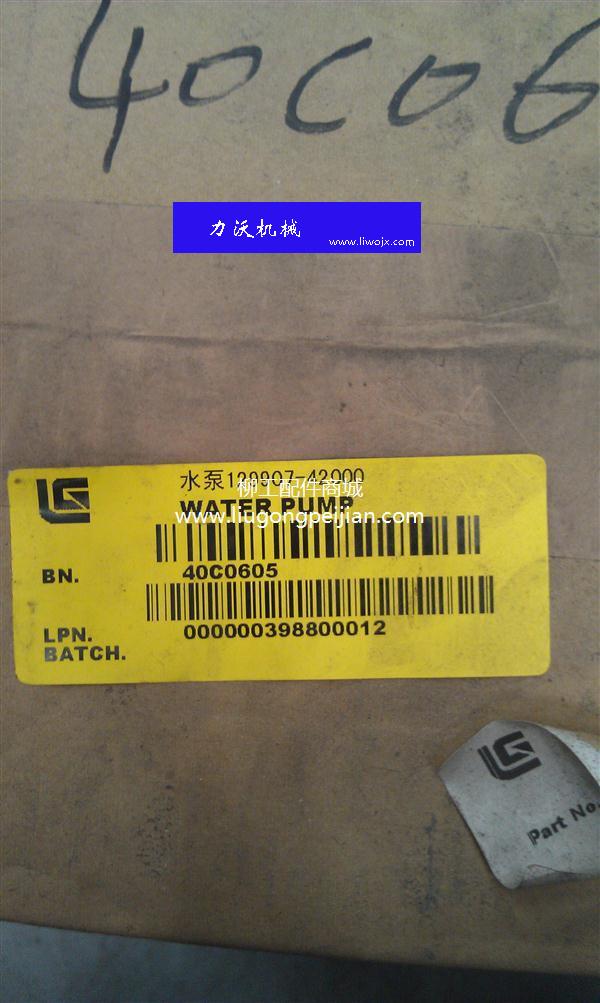 40C06
力沃机械
www.liwojx.com
水泵129907-42000
柳工配件商城
WATER PUMP
www.liugongpeijian.com
BN.
40C0605
LPN.
000000398800012
BATCH.
LG
Part No.